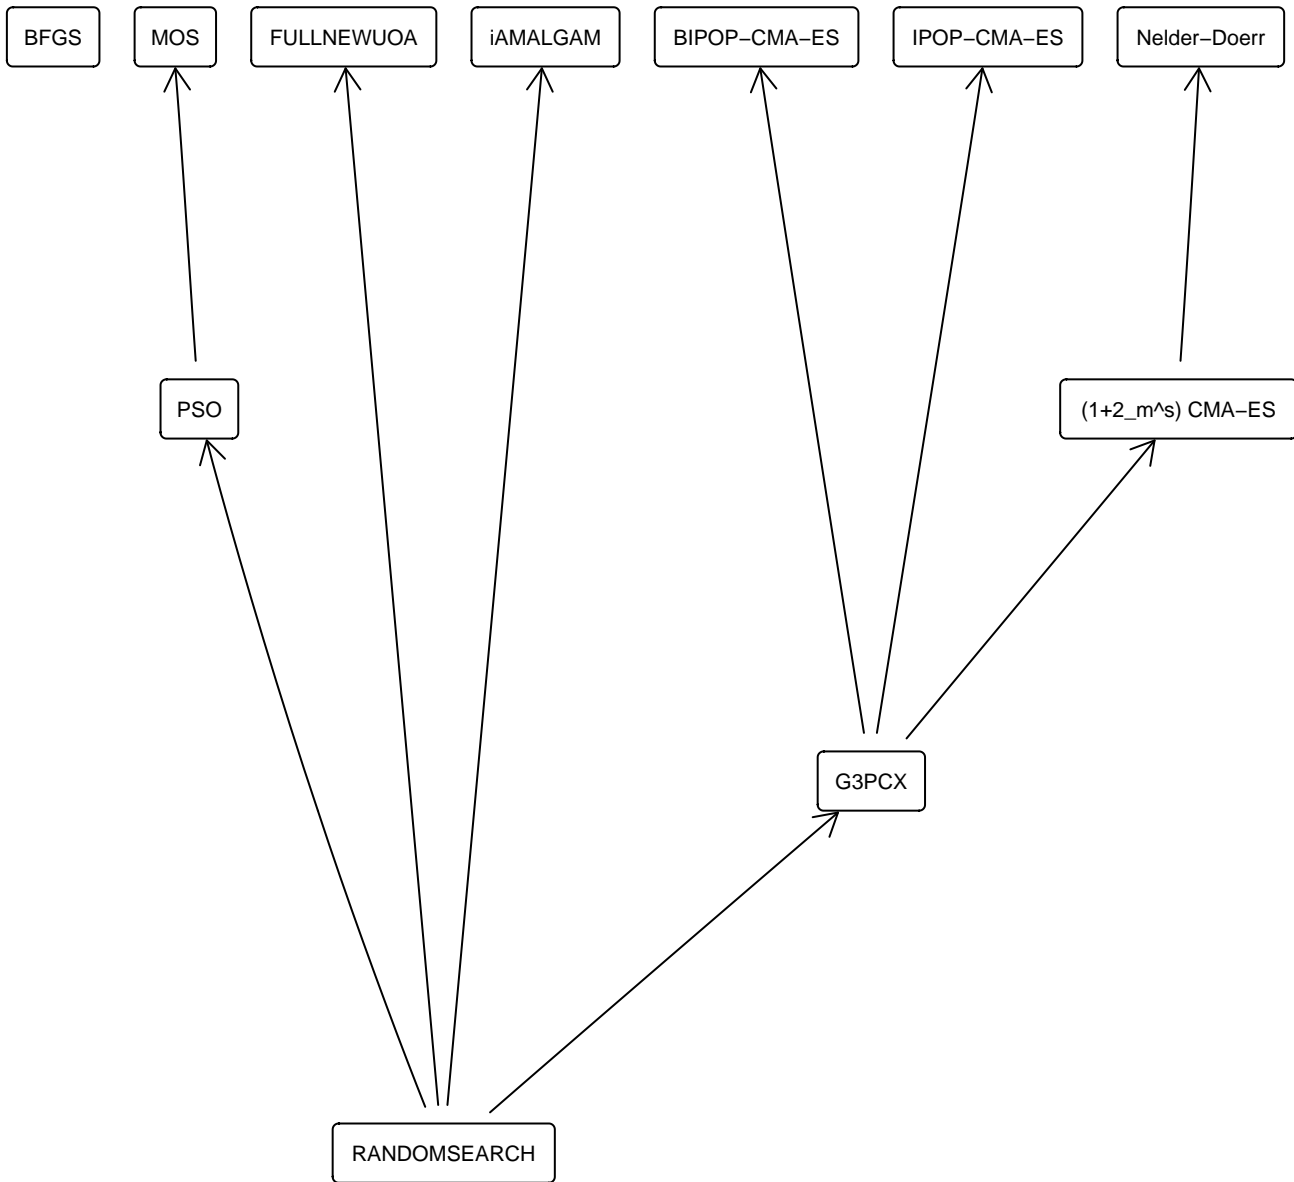 BFGS
MOS
FULLNEWUOA
iAMALGAM
BIPOP−CMA−ES
IPOP−CMA−ES
Nelder−Doerr
PSO
(1+2_m^s) CMA−ES
G3PCX
RANDOMSEARCH